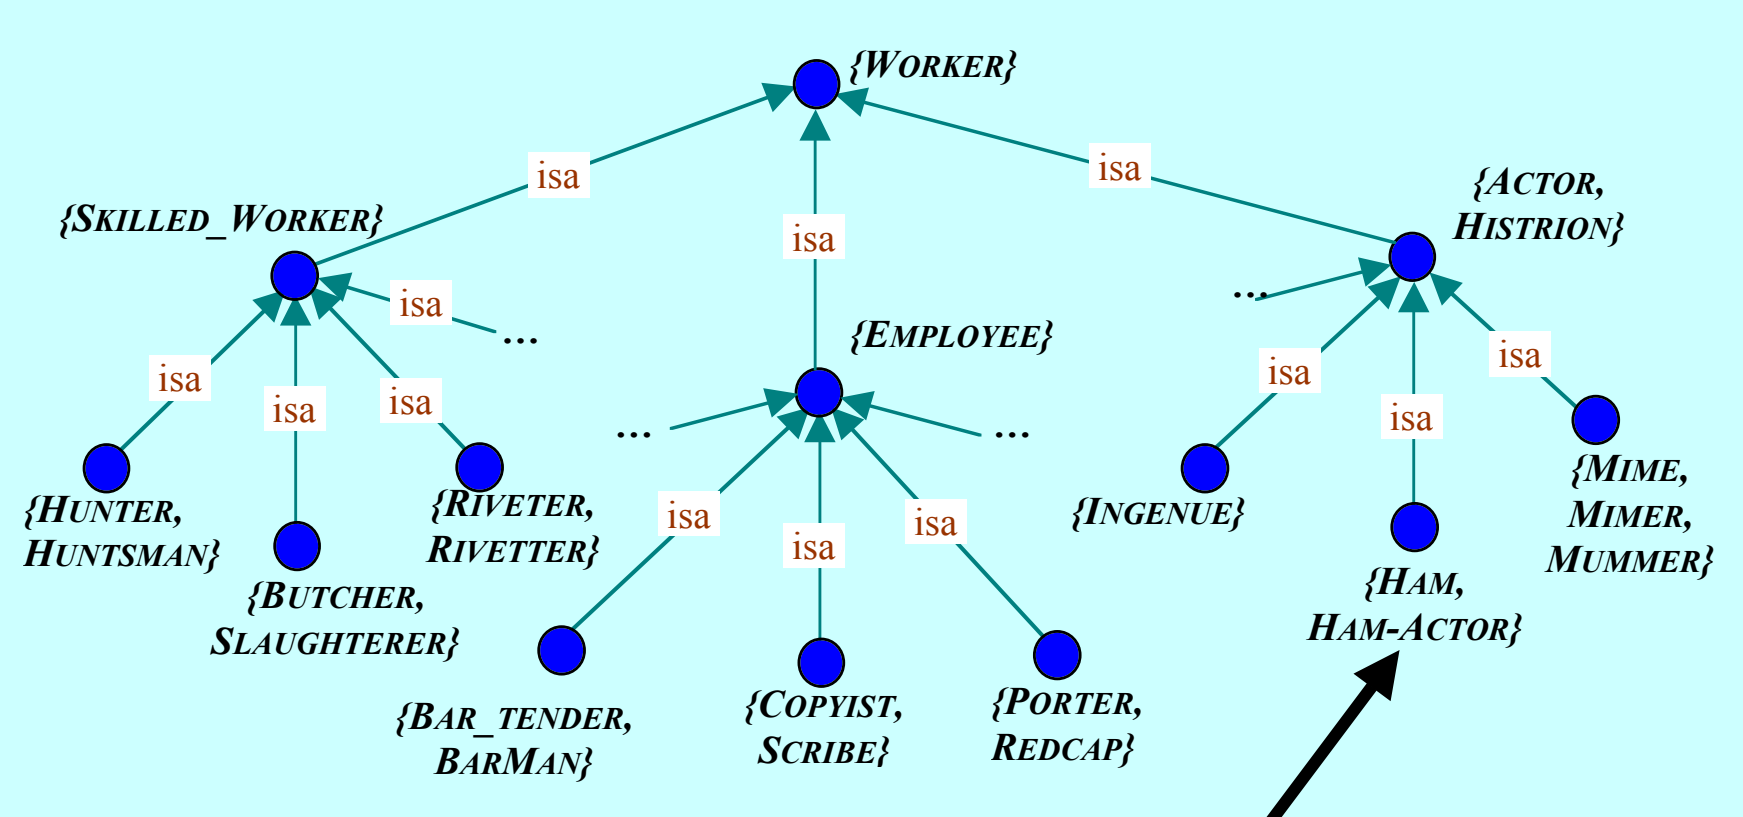 {WORKER}
isa
isa
{ACTOR,
HISTRION}
{SKILLED_WORKER}
isa
...
isa
...
{EMPLOYEE}
isa
isa
isa
isa
isa
isa
...
...
{HUNTER,
HUNTSMAN}
{RIVETER,
RIVETTER}
isa
isa
isa
{INGENUE}
{MIME,
MIMER,
MUMMER}
{BUTCHER,
SLAUGHTERER}
{HAM,
HAM-ACTOR}
{BAR_TENDER,
BARMAN}
{COPYIST,
SCRIBE}
{PORTER,
REDCAP}